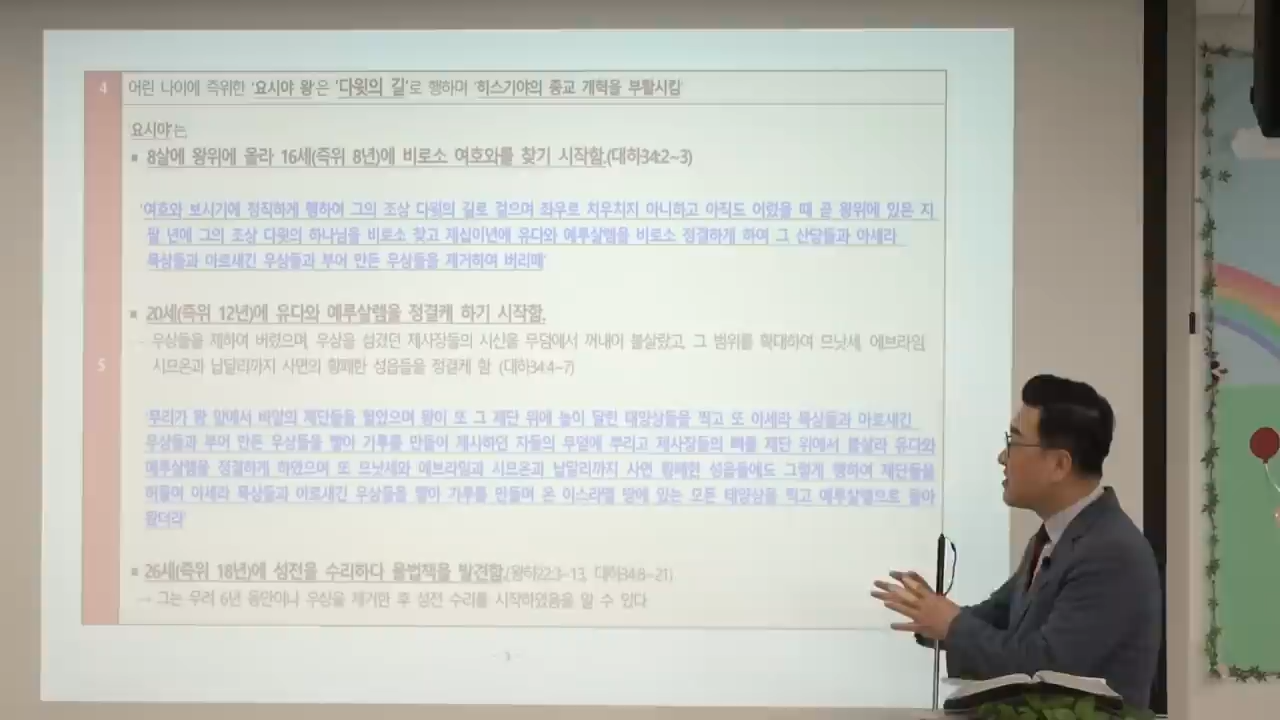 4
어린 나이에 즉위한 '요시야 왕'은 '다윗의 길'로 행하며 '히스기야의 종교 개혁을 부활시킴'
요시야'는,
■ 8살에 왕위에 올라 16세(즉위 8년)에 비로소 여호와를 찾기 시작함.(대하34:2~3)
'여호와 보시기에 정직하게 행하여 그의 조상 다윗의 길로 걸으며 좌우로 치우치지 아니하고 아직도 어렸을 때 곧 왕위에 있은 지
팔 년에 그의 조상 다윗의 하나님을 비로소 찾고 제십이년에 유다와 예루살렘을 비로소 정결하게 하여 그 산당들과 아세라
목상들과 아로새긴 우상들과 부어 만든 우상들을 제거하여 버리매'
■ 20세(즉위 12년)에 유다와 예루살렘을 정결케 하기 시작함.
- 우상들을 제하여 버렸으며, 우상을 섬겼던 제사장들의 시신을 무덤에서 꺼내어 불살랐고, 그 범위를 확대하여 므낫세, 에브라임,
5
시므온과 납달리까지 사면의 황폐한 성읍들을 정결케 함 (대하34:4~7)
'무리가 왕 앞에서 바알의 제단들을 헐었으며 왕이 또 그 제단 위에 높이 달린 태양상들을 찍고 또 아세라 목상들과 아로새긴
우상들과 부어 만든 우상들을 빻아 가루를 만들어 제사하던 자들의 무덤에 뿌리고 제사장들의 뼈를 제단 위에서 불살라 유다와
예루살렘을 정결하게 하였으며 또 므낫세와 에브라임과 시므온과 납달리까지 사면 황폐한 성읍들에도 그렇게 행하여 제단들을
허물며 아세라 목상들과 아로새긴 우상들을 빻아 가루를 만들며 온 이스라엘 땅에 있는 모든 태양상을 찍고 예루살렘으로 돌아
왔더라'
■ 26세(즉위 18년)에 성전을 수리하다 율법책을 발견함.(왕하22:3~13, 대하34:8~21)
→ 그는 무려 6년 동안이나 우상을 제거한 후 성전 수리를 시작하였음을 알 수 있다
- 3 -